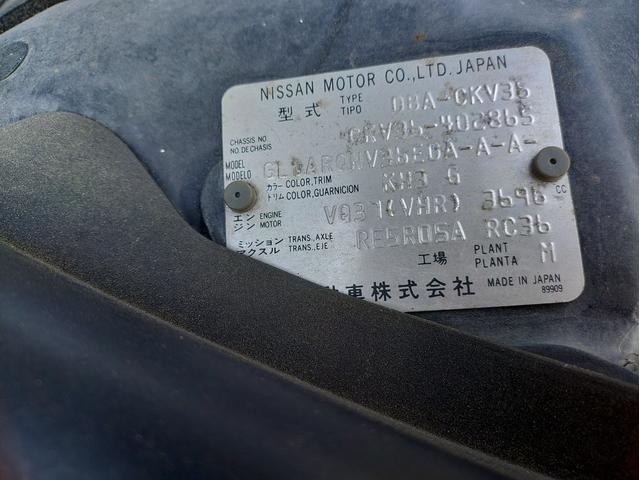 NISSAN MOTOR CO.,LTD. JAPAN
型式 TYPE TIPO DBA-CKV36
CHASSIS NO. NO DE CHASIS CKV36-402865
MODEL MODELO
カラー COLOR,TRIM トリム COLOR,GUARNICION KH3 G
エンジン ENGINE MOTOR VQ37(VHR) 3696 CC
ミッション アクスル TRANS.,AXLE TRANS.,EJE RE5R05A RC36
工場 PLANT PLANTA M
動車株式会社 MADE IN JAPAN
89909